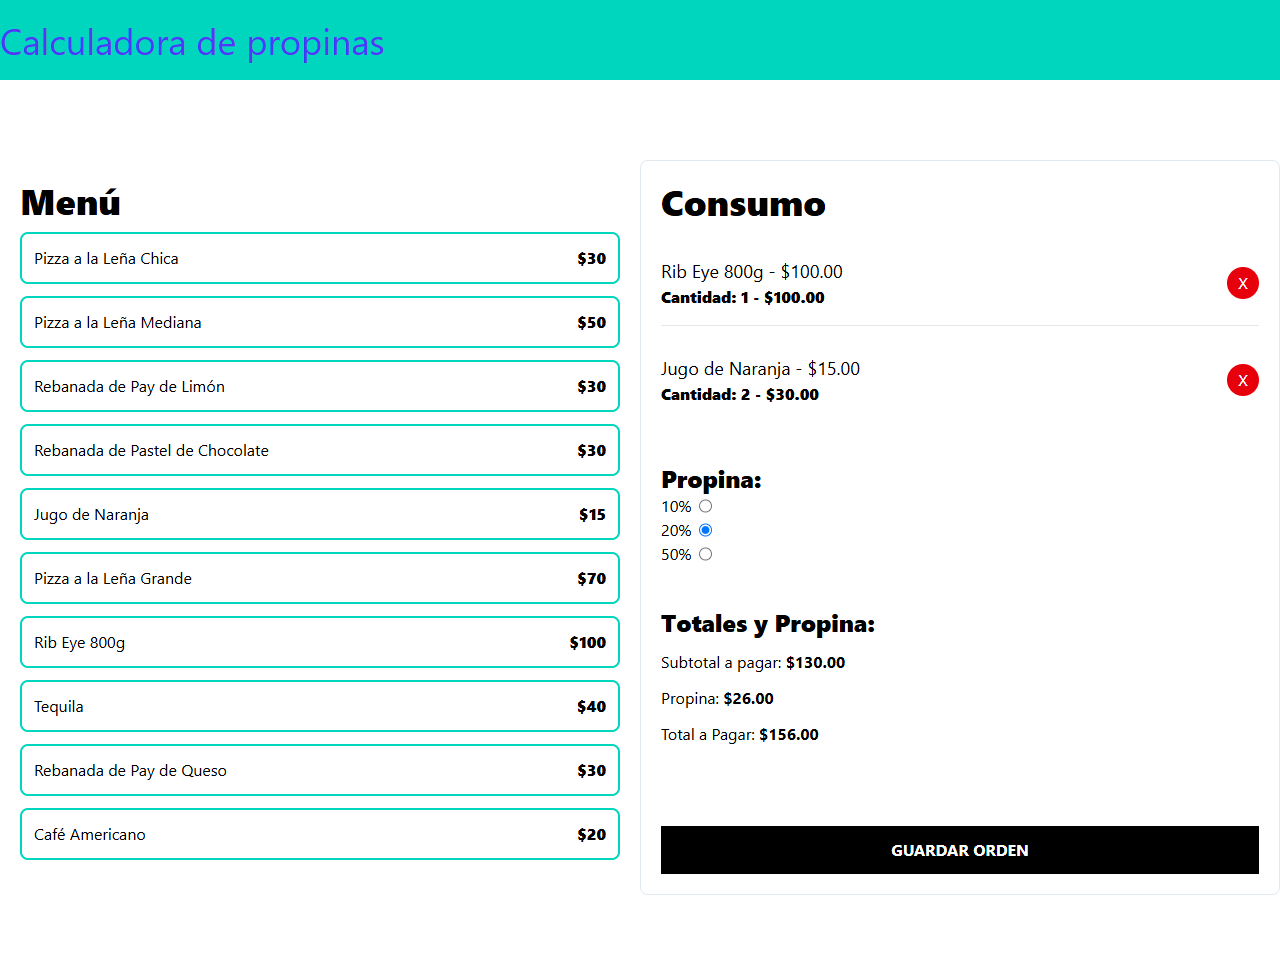 Calculadora de propinas
Menú
Pizza a la Leña Chica $30
Pizza a la Leña Mediana $50
Rebanada de Pay de Limón $30
Rebanada de Pastel de Chocolate $30
Jugo de Naranja $15
Pizza a la Leña Grande $70
Rib Eye 800g $100
Tequila $40
Rebanada de Pay de Queso $30
Café Americano $20
Consumo
Rib Eye 800g - $100.00
Cantidad: 1 - $100.00
X
Jugo de Naranja - $15.00
Cantidad: 2 - $30.00
X
Propina:
10%
20%
50%
Totales y Propina:
Subtotal a pagar: $130.00
Propina: $26.00
Total a Pagar: $156.00
GUARDAR ORDEN